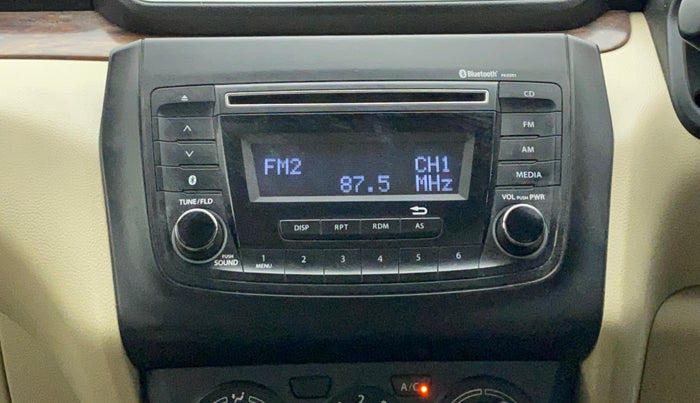 Bluetooth
CD
FM
AM
MEDIA
FM2 CH1
87.5 MHz
TUNE/FLD
VOL PUSH PWR
DISP RPT RDM AS
PUSH
SOUND
1 2 3 4 5 6
MENU
A/C
2